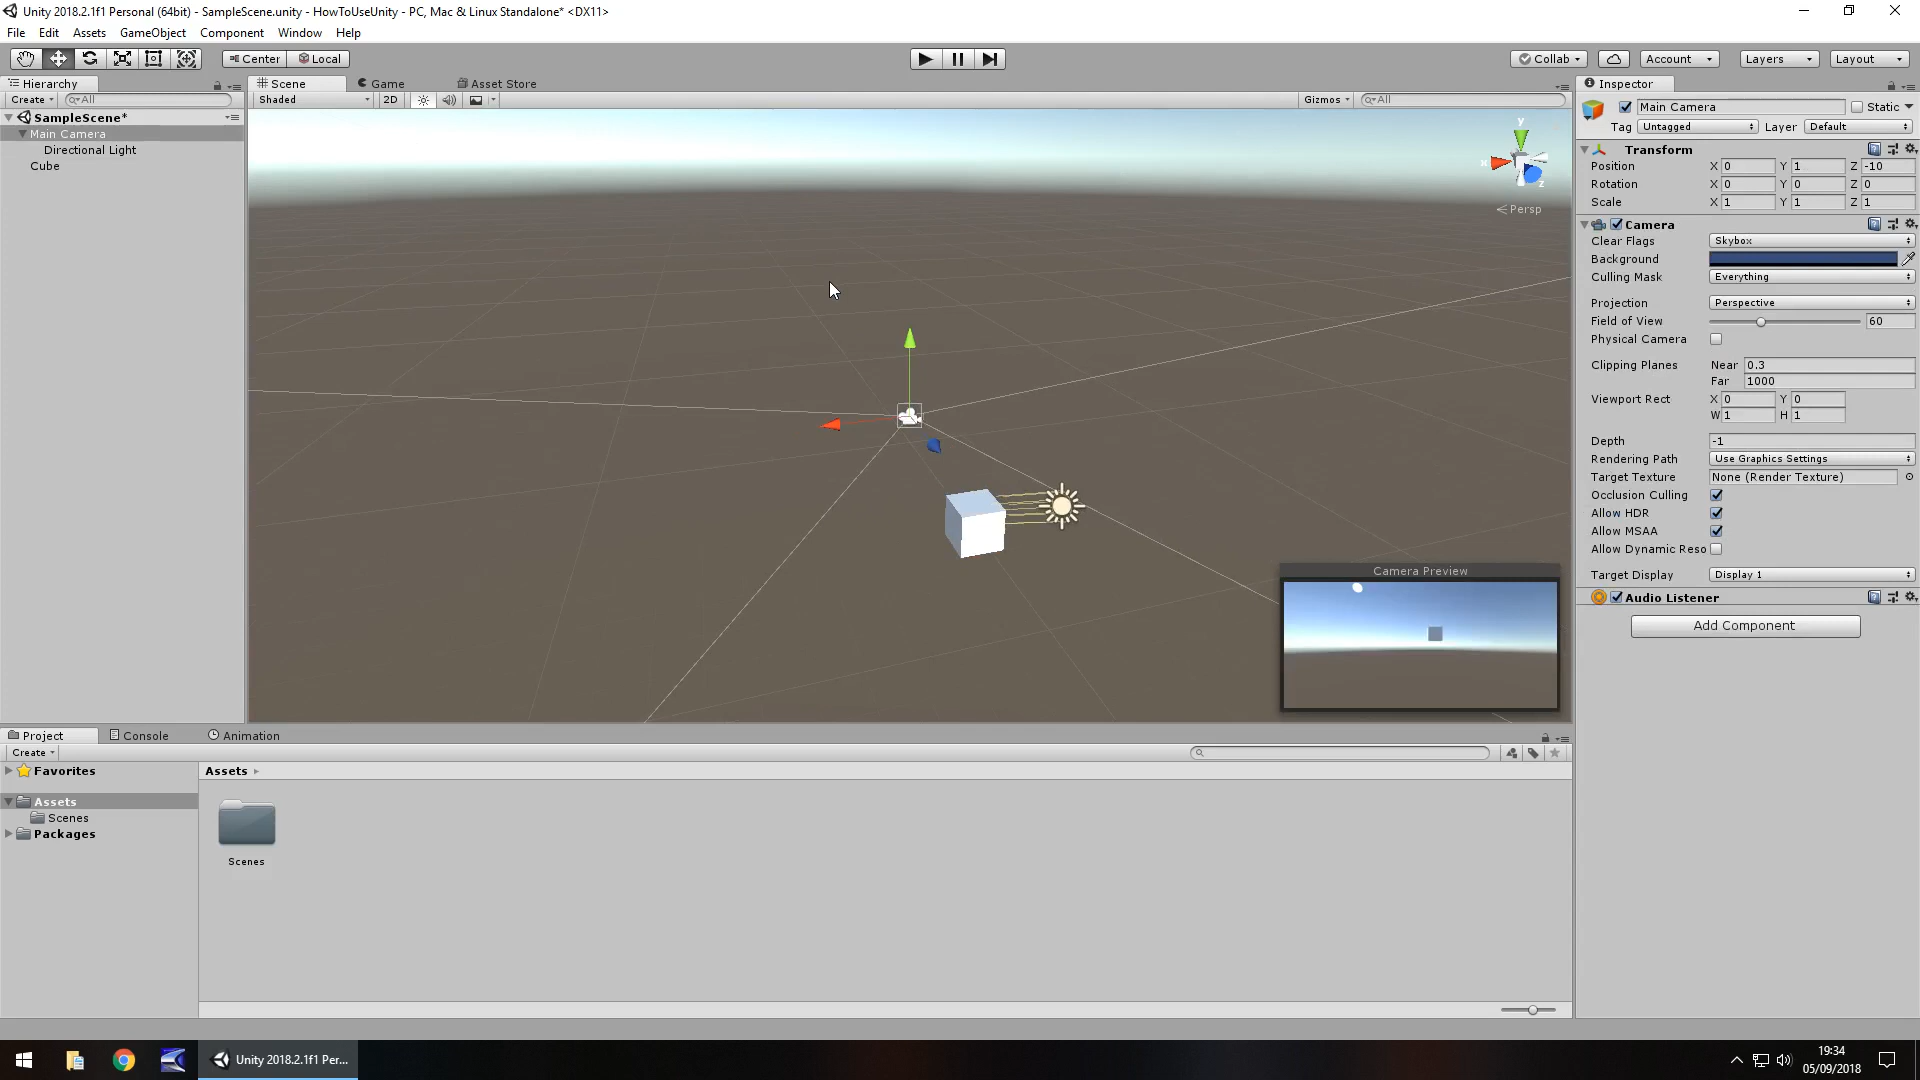 Unity 2018.2.1f1 Personal (64bit) - SampleScene.unity - HowToUseUnity - PC, Mac & Linux Standalone* <DX11>
File Edit Assets GameObject Component Window Help
Center Local Collab Account Layers Layout
Hierarchy
Create All
SampleScene*
Main Camera
Directional Light
Cube
Scene Game Asset Store
Shaded 2D Gizmos All
y
x
z
Persp
Camera Preview
Inspector
Main Camera Static
Tag Untagged Layer Default
Transform
Position X 0 Y 1 Z -10
Rotation X 0 Y 0 Z 0
Scale X 1 Y 1 Z 1
Camera
Clear Flags Skybox
Background
Culling Mask Everything
Projection Perspective
Field of View 60
Physical Camera
Clipping Planes Near 0.3
Far 1000
Viewport Rect X 0 Y 0
W 1 H 1
Depth -1
Rendering Path Use Graphics Settings
Target Texture None (Render Texture)
Occlusion Culling
Allow HDR
Allow MSAA
Allow Dynamic Reso
Target Display Display 1
Audio Listener
Add Component
Project Console Animation
Create
Favorites
Assets
Scenes
Packages
Assets
Scenes
Unity 2018.2.1f1 Per...
19:34
05/09/2018